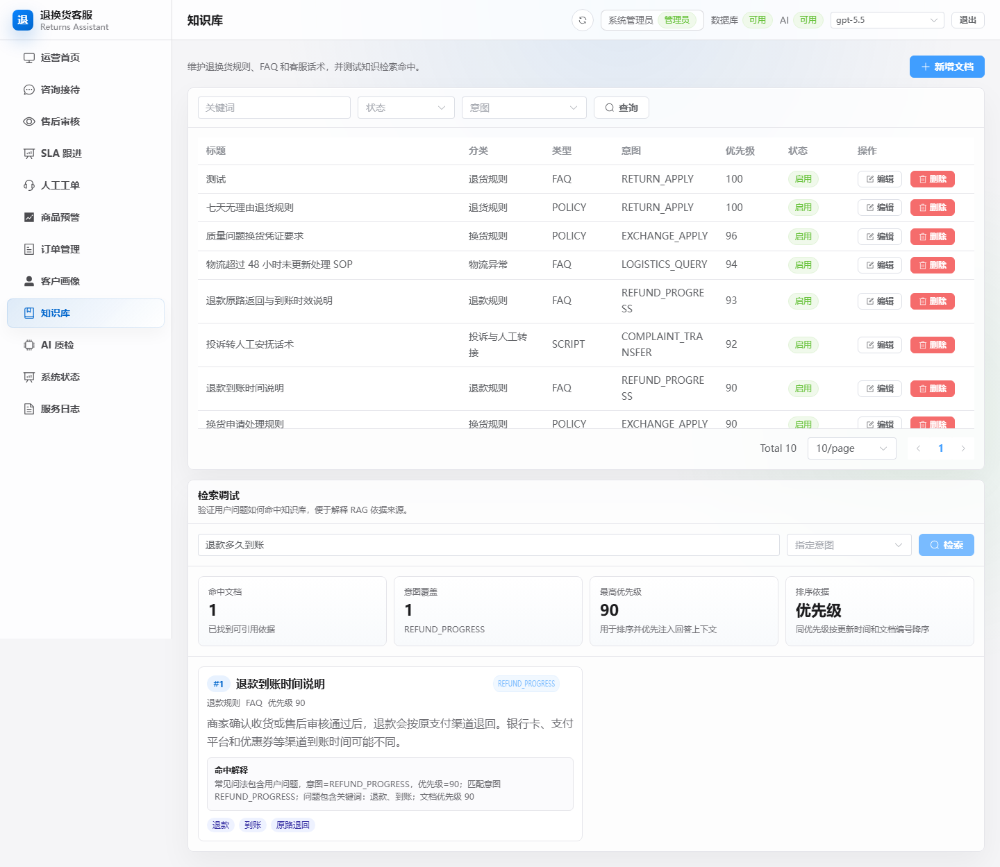 退
退换货客服
Returns Assistant
知识库
系统管理员 管理员
数据库 可用
AI 可用
gpt-5.5
退出
运营首页
咨询接待
售后审核
SLA 跟进
人工工单
商品预警
订单管理
客户画像
知识库
AI 质检
系统状态
服务日志
维护退换货规则、FAQ 和客服话术，并测试知识检索命中。
新增文档
关键词 状态 意图 查询
标题 分类 类型 意图 优先级 状态 操作
测试 退货规则 FAQ RETURN_APPLY 100 启用 编辑 删除
七天无理由退货规则 退货规则 POLICY RETURN_APPLY 100 启用 编辑 删除
质量问题换货凭证要求 换货规则 POLICY EXCHANGE_APPLY 96 启用 编辑 删除
物流超过 48 小时未更新处理 SOP 物流异常 FAQ LOGISTICS_QUERY 94 启用 编辑 删除
退款原路返回与到账时效说明 退款规则 FAQ REFUND_PROGRE
SS 93 启用 编辑 删除
投诉转人工安抚话术 投诉与人工转
接 SCRIPT COMPLAINT_TRA
NSFER 92 启用 编辑 删除
退款到账时间说明 退款规则 FAQ REFUND_PROGRE
SS 90 启用 编辑 删除
换货申请处理规则 换货规则 POLICY EXCHANGE_APPLY 90 启用 编辑 删除
Total 10 10/page 1
检索调试
验证用户问题如何命中知识库，便于解释 RAG 依据来源。
退款多久到账 指定意图 检索
命中文档
1
已找到可引用依据
意图覆盖
1
REFUND_PROGRESS
最高优先级
90
用于排序并优先注入回答上下文
排序依据
优先级
同优先级按更新时间和文档编号降序
#1 退款到账时间说明 REFUND_PROGRESS
退款规则 FAQ 优先级 90
商家确认收货或售后审核通过后，退款会按原支付渠道退回。银行卡、支付
平台和优惠券等渠道到账时间可能不同。
命中解释
常见问法包含用户问题，意图=REFUND_PROGRESS，优先级=90；匹配意图
REFUND_PROGRESS；问题包含关键词：退款、到账；文档优先级 90
退款 到账 原路退回